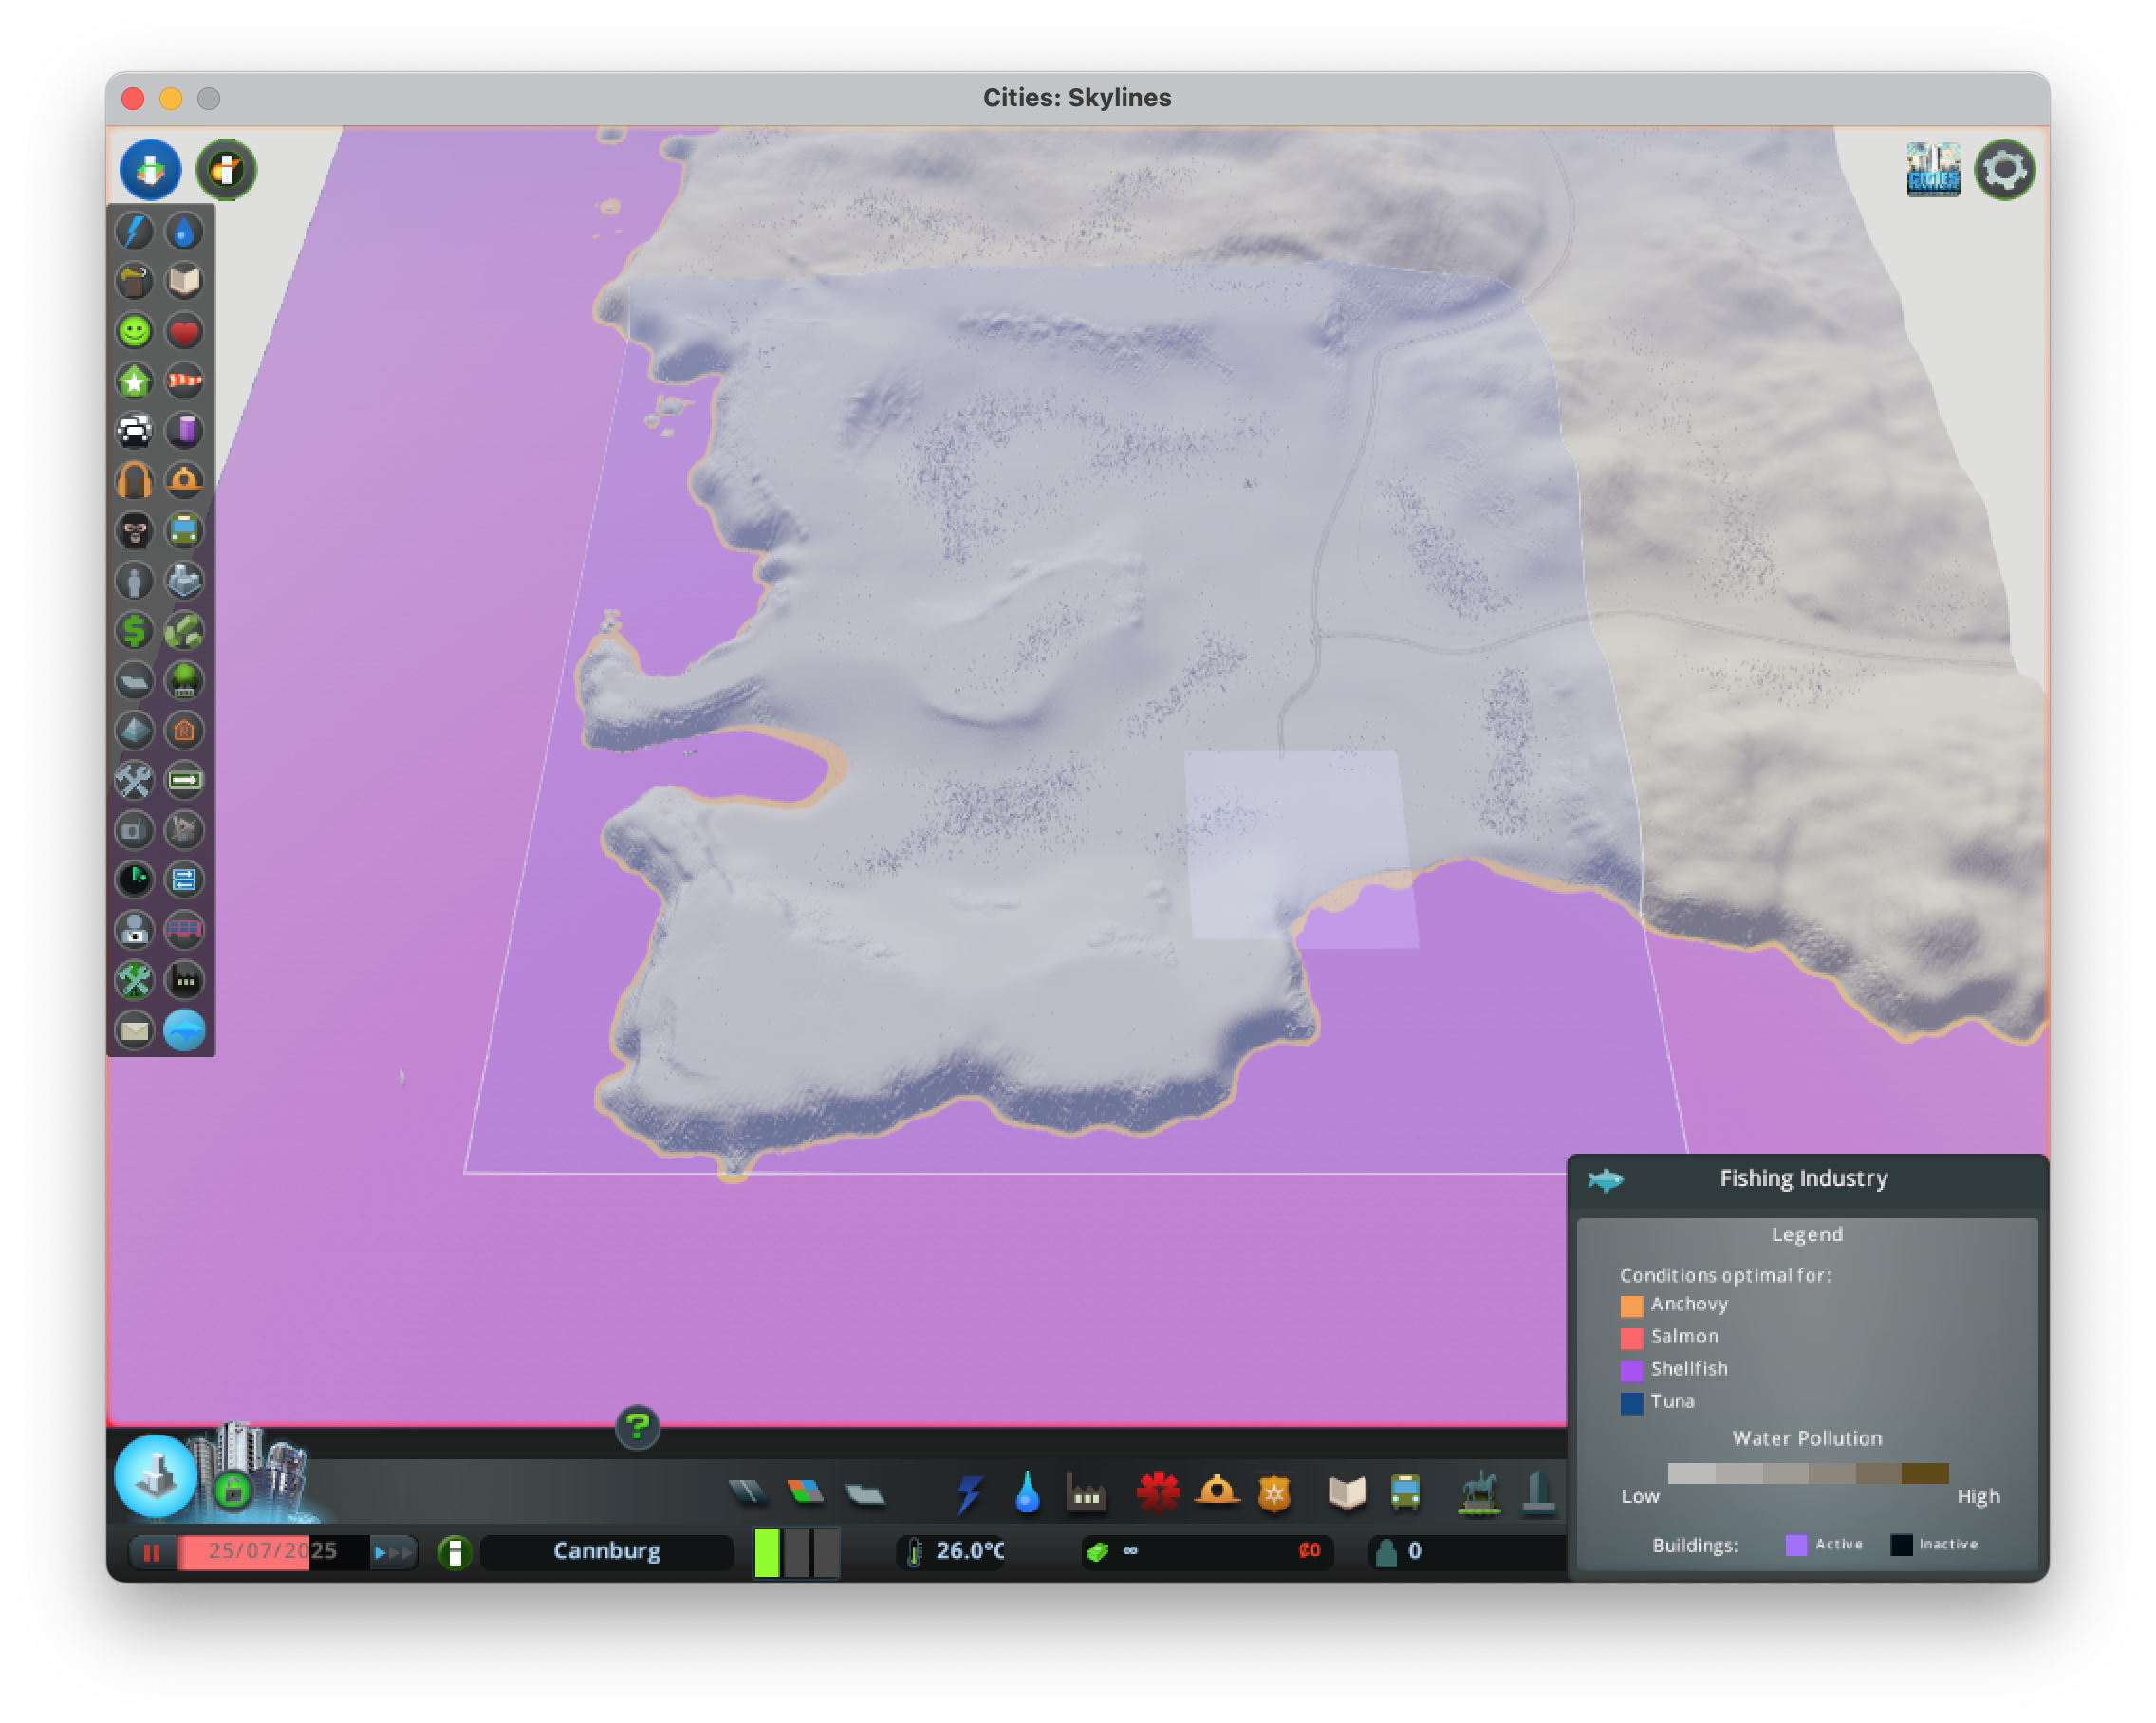 Cities: Skylines
CITIES
Fishing Industry
Legend
Conditions optimal for:
Anchovy
Salmon
Shellfish
Tuna
Water Pollution
Low
High
Buildings:
Active
Inactive
?
25/07/2025
Cannburg
26.0°C
∞
₡0
0